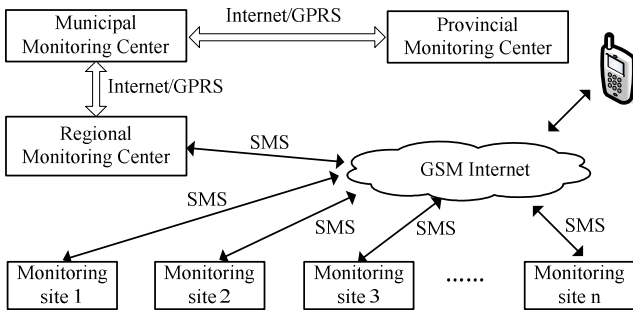 Municipal
Monitoring Center
Internet/GPRS
Provincial
Monitoring Center
Internet/GPRS
Regional
Monitoring Center
SMS
GSM Internet
SMS
SMS
SMS
SMS
Monitoring
site 1
Monitoring
site 2
Monitoring
site 3
......
Monitoring
site n